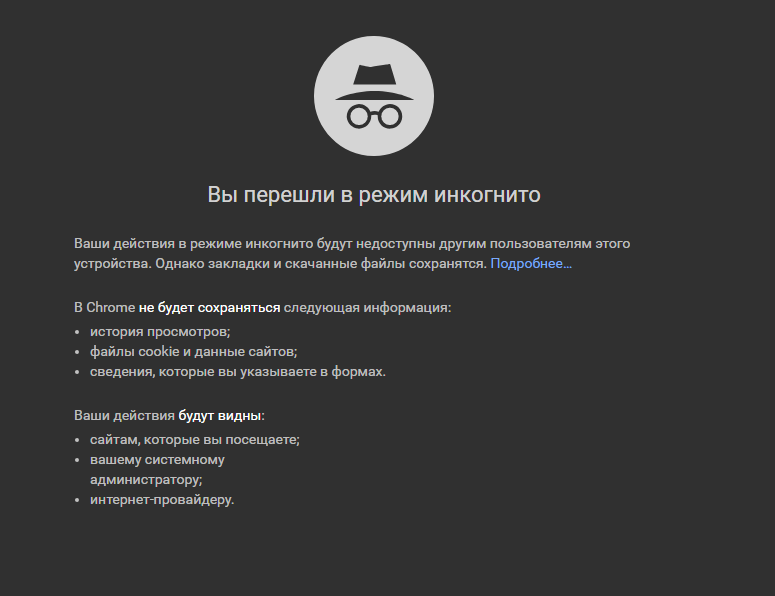 Вы перешли в режим инкогнито
Ваши действия в режиме инкогнито будут недоступны другим пользователям этого
устройства. Однако закладки и скачанные файлы сохранятся. Подробнее…
В Chrome не будет сохраняться следующая информация:
• история просмотров;
• файлы cookie и данные сайтов;
• сведения, которые вы указываете в формах.
Ваши действия будут видны:
• сайтам, которые вы посещаете;
• вашему системному
администратору;
• интернет-провайдеру.